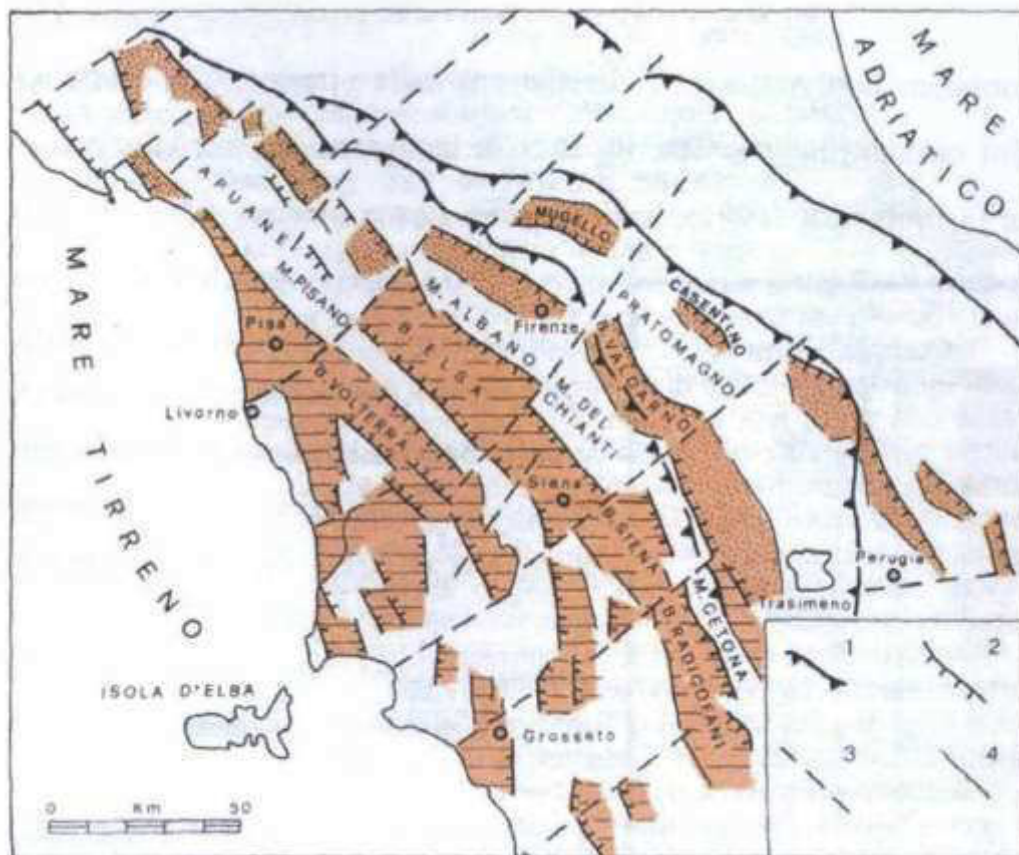 MARE
ADRIATICO
MARE TIRRENO
APUANE
M. PISANO
MUGELLO
M. ALBANO
Firenze
PRATOMAGNO
CASENTINO
Pisa
B. ELSA
B. VALDARNO
Livorno
B. VOLTERRA
M. DEL
CHIANTI
Siena
B. SIENA
Perugia
Trasimeno
M. CETONA
B. RADICOFANI
ISOLA D'ELBA
Grosseto
0 Km 50
1 2
3 4